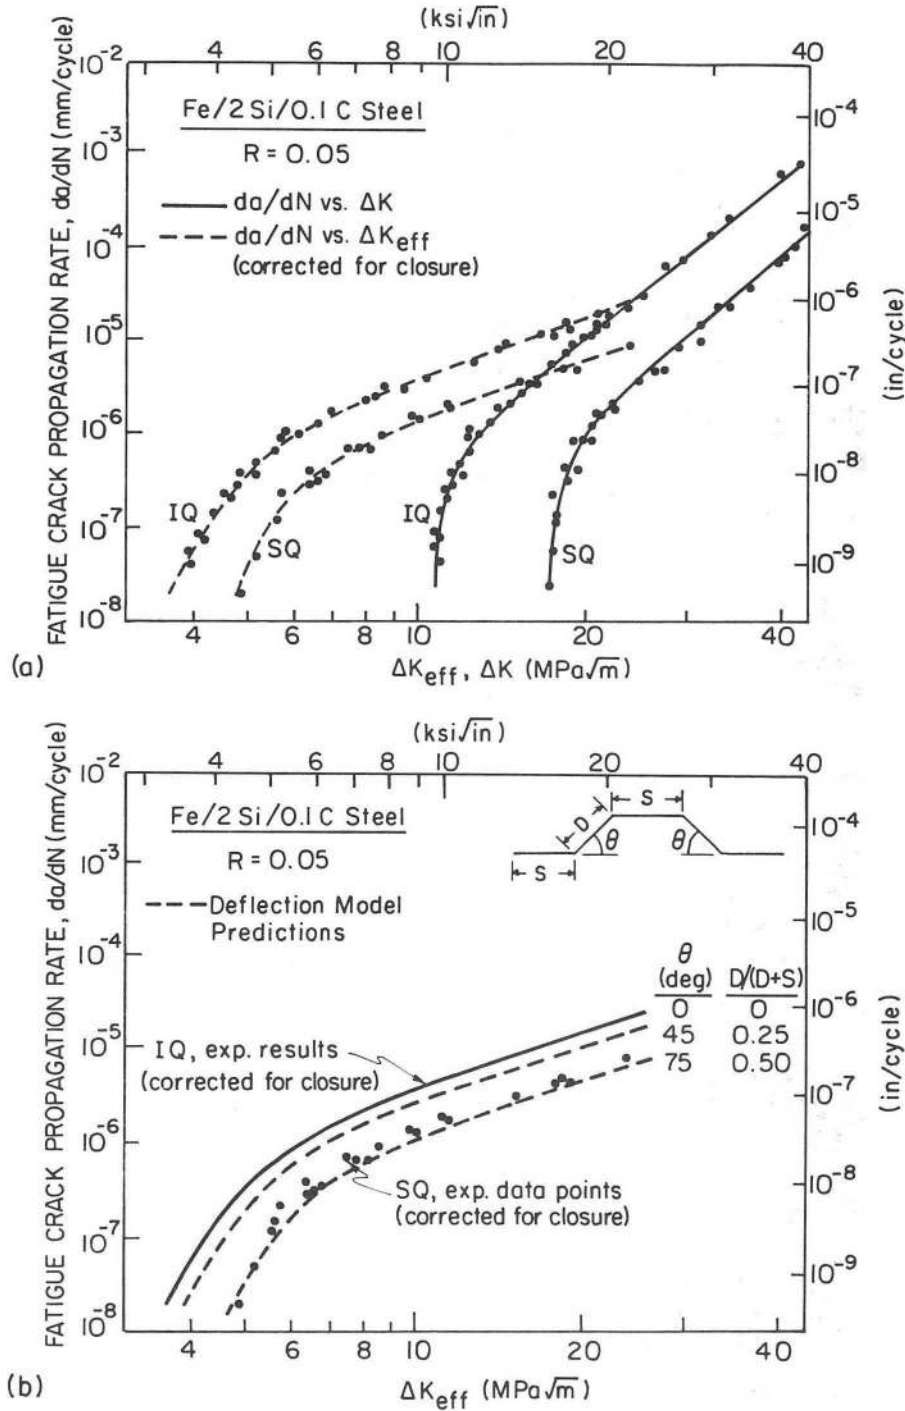 (ksi√in)
4 6 8 10 20 40
10⁻² 10⁻³ 10⁻⁴ 10⁻⁵ 10⁻⁶ 10⁻⁷ 10⁻⁸
FATIGUE CRACK PROPAGATION RATE, da/dN (mm/cycle)
Fe/2 Si/0.1 C Steel
R = 0.05
da/dN vs. ΔK
da/dN vs. ΔKeff
(corrected for closure)
IQ
SQ
IQ
SQ
10⁻⁴ 10⁻⁵ 10⁻⁶ 10⁻⁷ 10⁻⁸ 10⁻⁹
(in/cycle)
4 6 8 10 20 40
(a)
ΔKeff, ΔK (MPa√m)
(ksi√in)
4 6 8 10 20 40
10⁻² 10⁻³ 10⁻⁴ 10⁻⁵ 10⁻⁶ 10⁻⁷ 10⁻⁸
FATIGUE CRACK PROPAGATION RATE, da/dN (mm/cycle)
Fe/2 Si/0.1 C Steel
R = 0.05
Deflection Model
Predictions
S
D
θ θ
S
θ
(deg) D/(D+S)
0 0
45 0.25
75 0.50
IQ, exp. results
(corrected for closure)
SQ, exp. data points
(corrected for closure)
10⁻⁴ 10⁻⁵ 10⁻⁶ 10⁻⁷ 10⁻⁸ 10⁻⁹
(in/cycle)
4 6 8 10 20 40
(b)
ΔKeff (MPa√m)